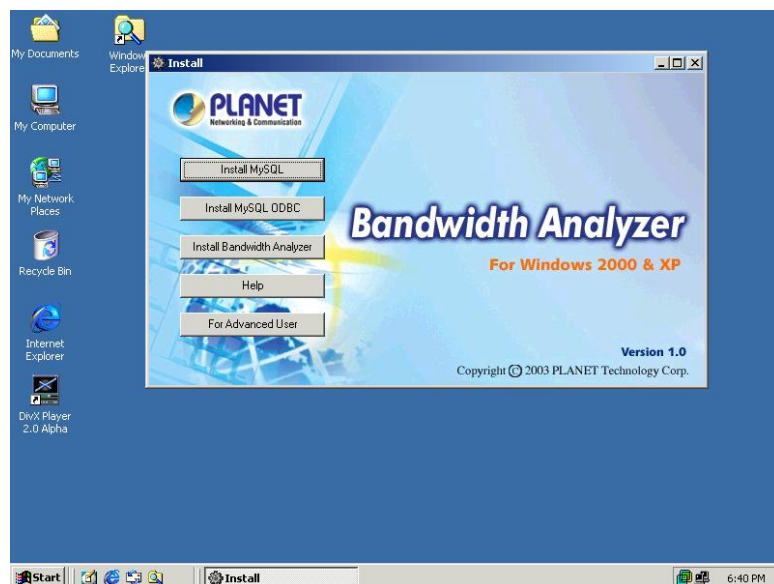 My Documents
Window
Explore
My Computer
My Network
Places
Recycle Bin
Internet
Explorer
DivX Player
2.0 Alpha
Install
PLANET
Networking & Communication
Install MySQL
Install MySQL ODBC
Install Bandwidth Analyzer
Help
For Advanced User
Bandwidth Analyzer
For Windows 2000 & XP
Version 1.0
Copyright © 2003 PLANET Technology Corp.
Start
Install
6:40 PM